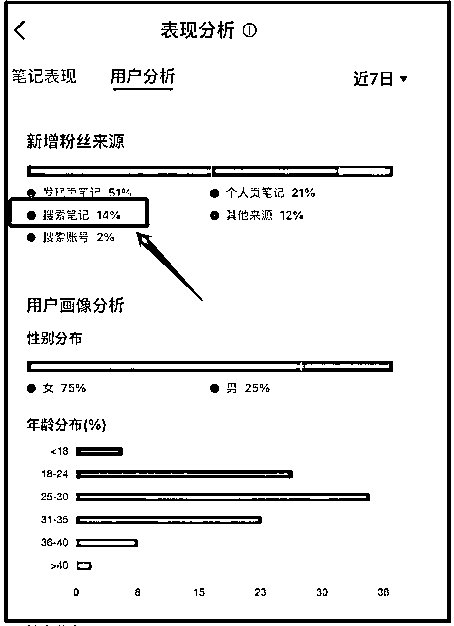 表现分析 ①
笔记表现 用户分析 近7日
新增粉丝来源
发现页笔记 51% 个人页笔记 21%
搜索笔记 14% 其他来源 12%
搜索账号 2%
用户画像分析
性别分布
女 75% 男 25%
年龄分布(%)
<18
18-24
25-30
31-35
36-40
>40
0 8 15 23 30 38